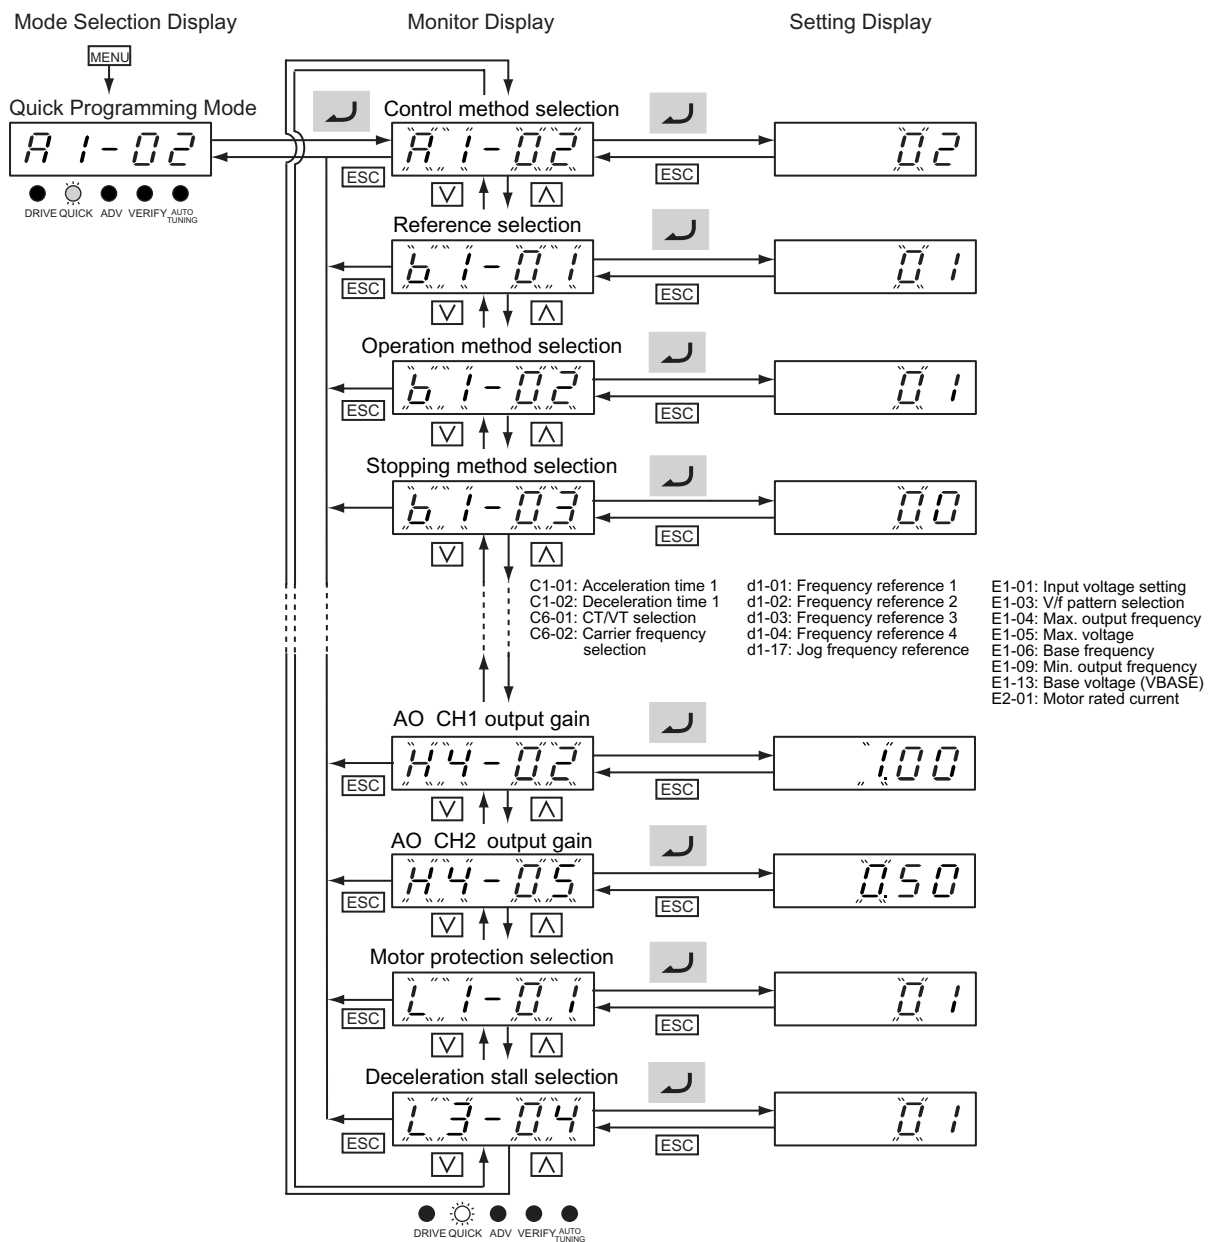 Mode Selection Display
Monitor Display
Setting Display
MENU
Quick Programming Mode
A1-02
DRIVE QUICK ADV VERIFY AUTO TUNING
Control method selection
A1-02
ESC
ESC
02
Reference selection
b1-01
ESC
ESC
01
Operation method selection
b1-02
ESC
ESC
01
Stopping method selection
b1-03
ESC
00
C1-01: Acceleration time 1
C1-02: Deceleration time 1
C6-01: CT/VT selection
C6-02: Carrier frequency
selection
d1-01: Frequency reference 1
d1-02: Frequency reference 2
d1-03: Frequency reference 3
d1-04: Frequency reference 4
d1-17: Jog frequency reference
E1-01: Input voltage setting
E1-03: V/f pattern selection
E1-04: Max. output frequency
E1-05: Max. voltage
E1-06: Base frequency
E1-09: Min. output frequency
E1-13: Base voltage (VBASE)
E2-01: Motor rated current
AO CH1 output gain
H4-02
ESC
ESC
1.00
AO CH2 output gain
H4-05
ESC
ESC
0.50
Motor protection selection
L1-01
ESC
ESC
01
Deceleration stall selection
L3-04
ESC
ESC
01
DRIVE QUICK ADV VERIFY AUTO TUNING